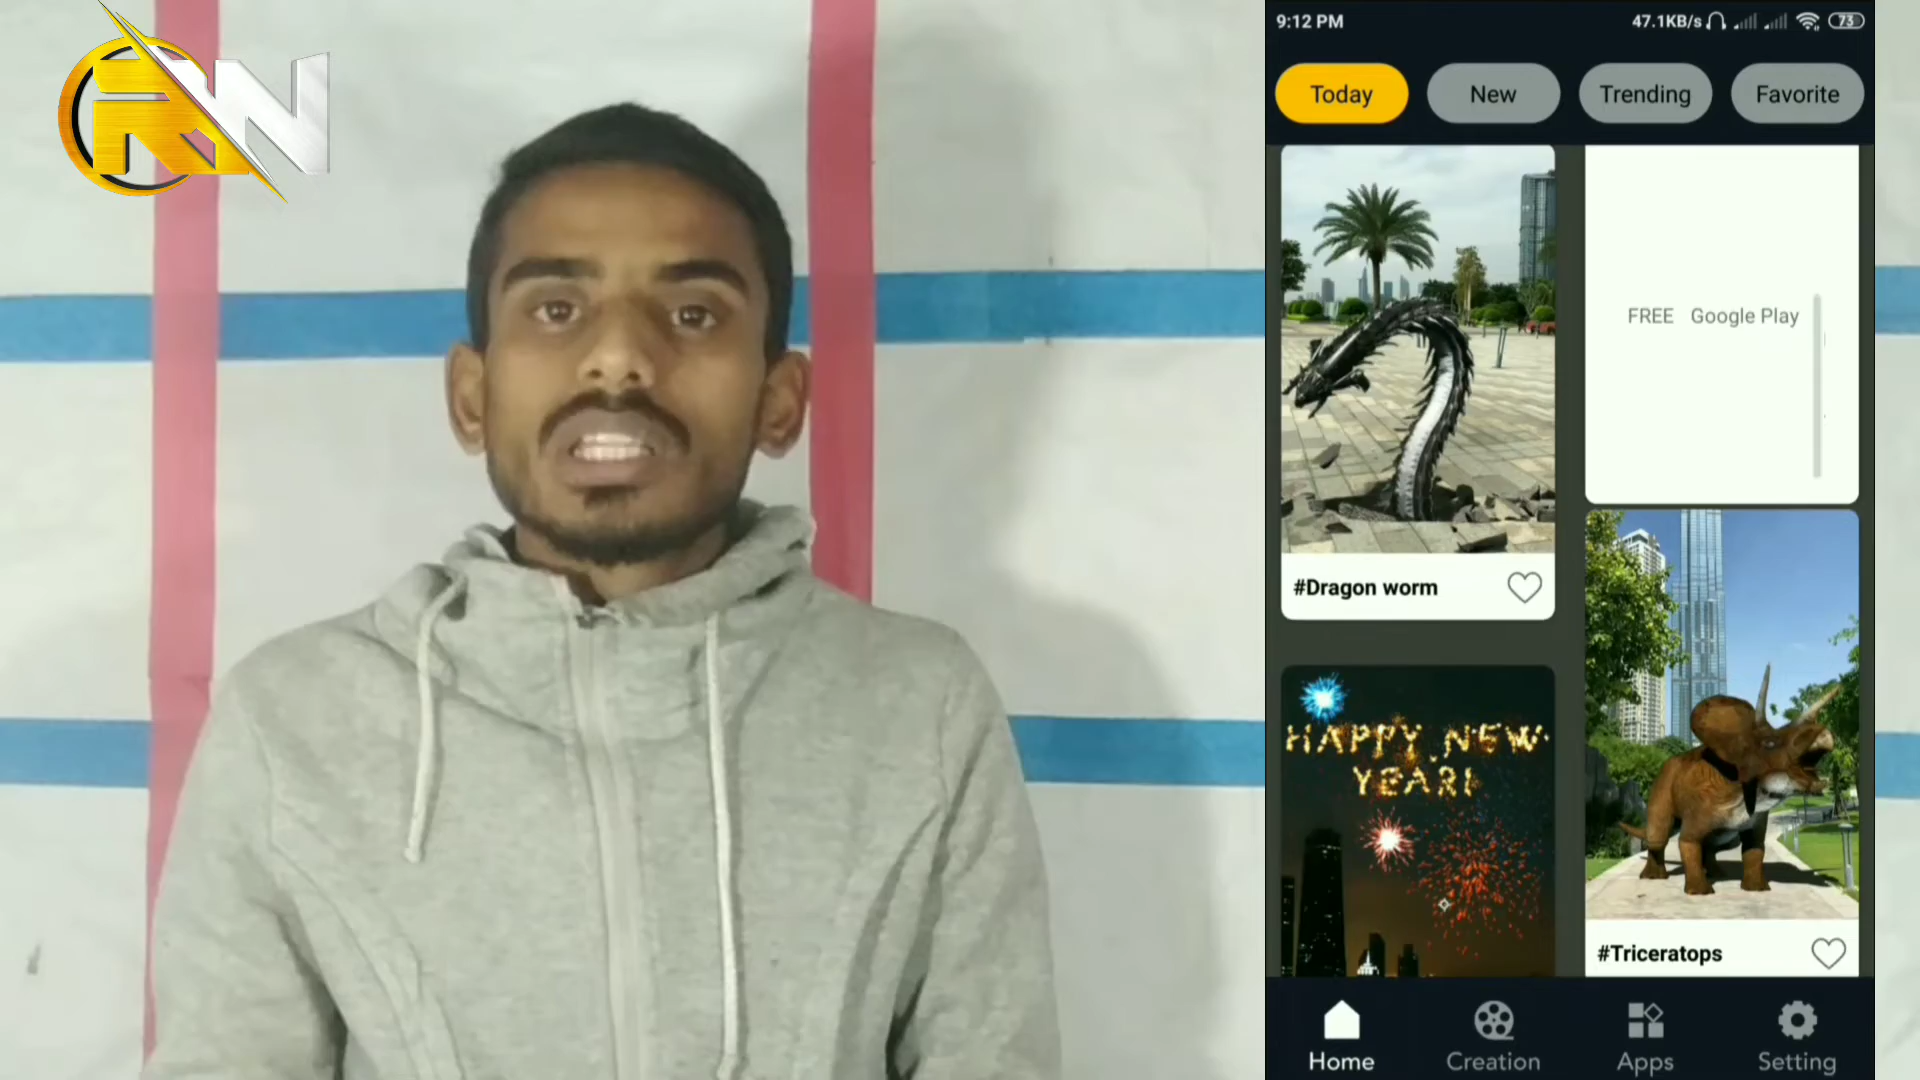 RW
9:12 PM
47.1KB/s
73
Today
New
Trending
Favorite
FREE Google Play
#Dragon worm
HAPPY NEW
YEAR!
#Triceratops
Home
Creation
Apps
Setting